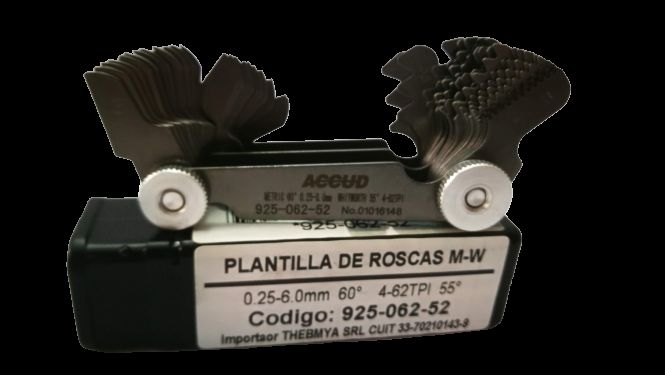 ACCUD
METRIC 60° 0.25-6.0mm WHITWORTH 55° 4-62TPI
925-062-52 No.01016148
*925-062-52
PLANTILLA DE ROSCAS M-W
0.25-6.0mm 60° 4-62TPI 55°
Codigo: 925-062-52
Importaor THEBMYA SRL CUIT 33-70210143-9